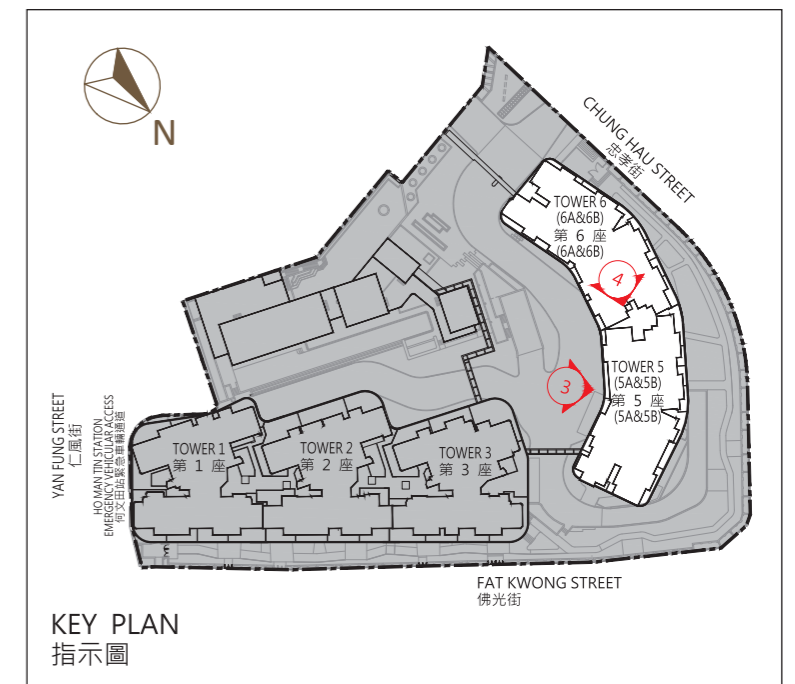 N
CHUNG HAU STREET
忠孝街
TOWER 6
(6A&6B)
第 6 座
(6A&6B)
4
TOWER 5
(5A&5B)
第 5 座
(5A&5B)
3
YAN FUNG STREET
仁風街
HO MAN TIN STATION
EMERGENCY VEHICULAR ACCESS
何文田站緊急車輛通道
TOWER 1
第 1 座
TOWER 2
第 2 座
TOWER 3
第 3 座
FAT KWONG STREET
佛光街
KEY PLAN
指示圖